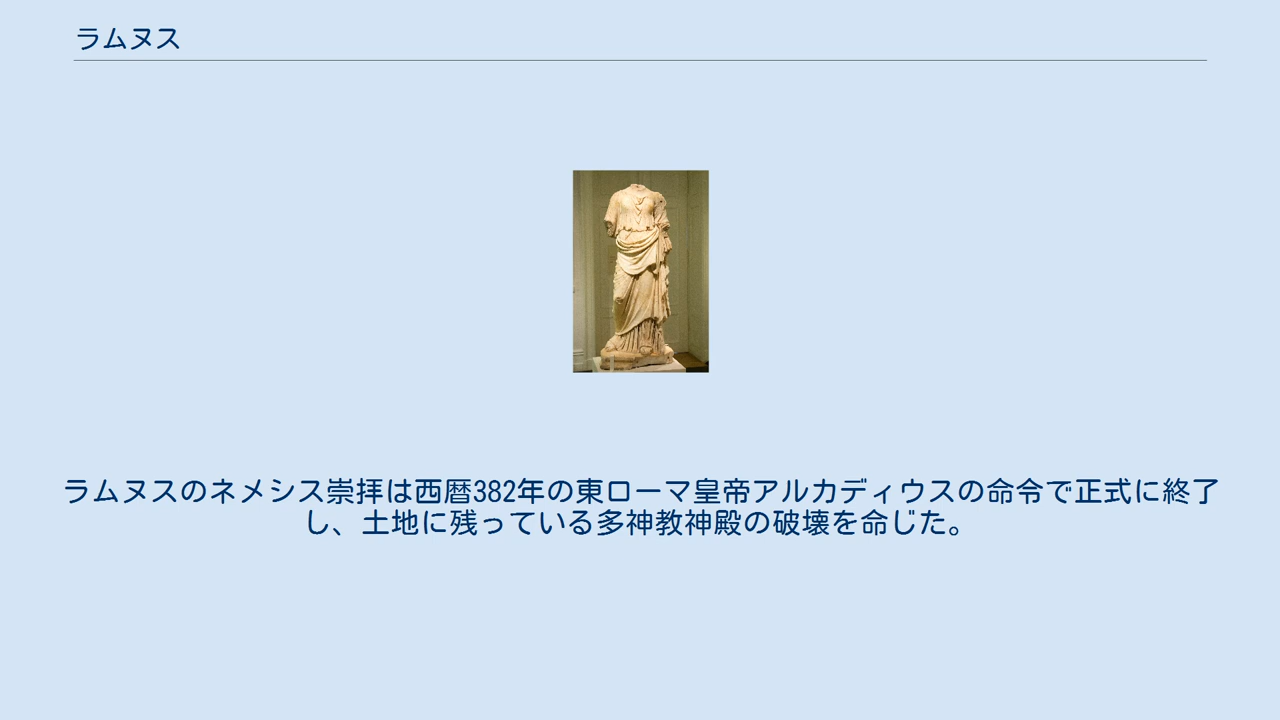 ラムヌス
ラムヌスのネメシス崇拝は西暦382年の東ローマ皇帝アルカディウスの命令で正式に終了
し、土地に残っている多神教神殿の破壊を命じた。